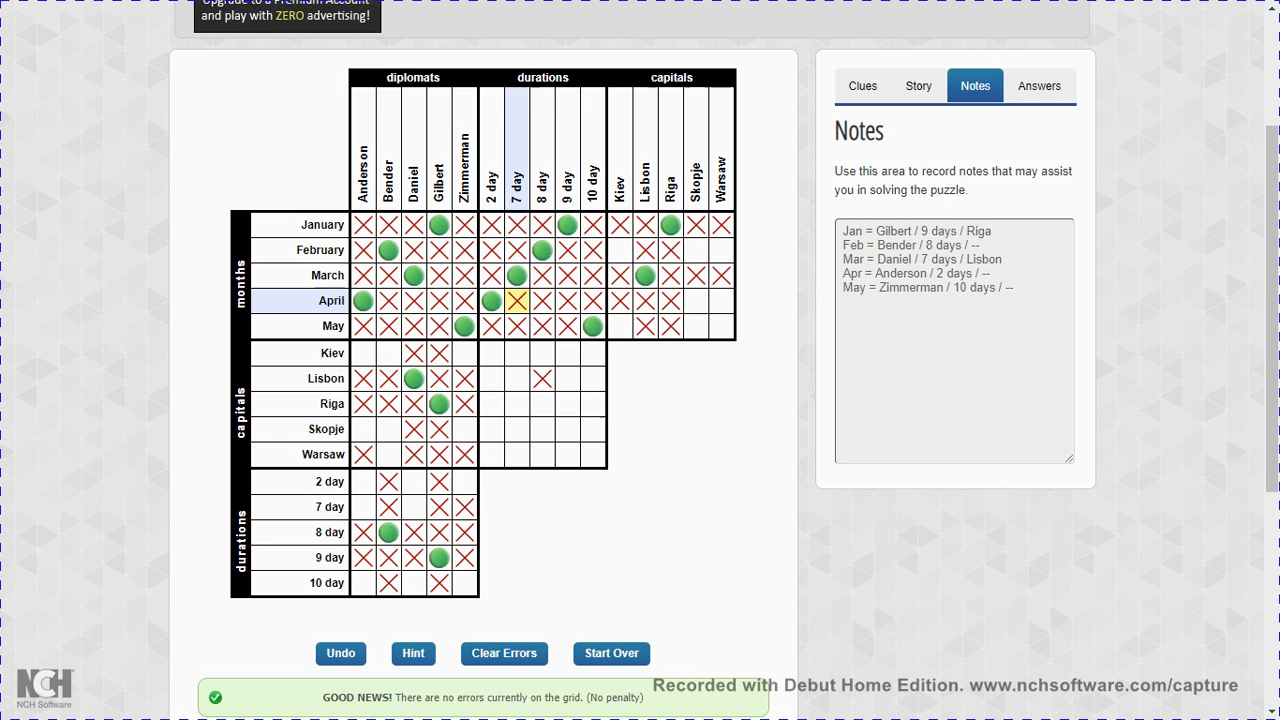 Upgrade to a Premium Account
and play with ZERO advertising!
diplomats durations capitals
Anderson Bender Daniel Gilbert Zimmerman 2 day 7 day 8 day 9 day 10 day Kiev Lisbon Riga Skopje Warsaw
months
January
February
March
April
May
capitals
Kiev
Lisbon
Riga
Skopje
Warsaw
durations
2 day
7 day
8 day
9 day
10 day
Undo Hint Clear Errors Start Over
GOOD NEWS! There are no errors currently on the grid. (No penalty)
Clues Story Notes Answers
Notes
Use this area to record notes that may assist
you in solving the puzzle.
Jan = Gilbert / 9 days / Riga
Feb = Bender / 8 days / --
Mar = Daniel / 7 days / Lisbon
Apr = Anderson / 2 days / --
May = Zimmerman / 10 days / --
NCH
NCH Software
Recorded with Debut Home Edition. www.nchsoftware.com/capture